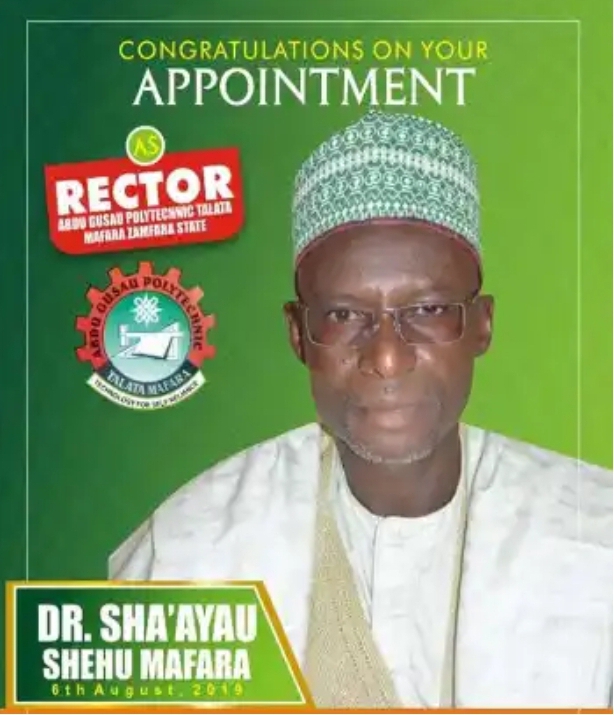 CONGRATULATIONS ON YOUR
APPOINTMENT
AS
RECTOR
ABDU GUSAU POLYTECHNIC TALATA
MAFARA ZAMFARA STATE
ABDU GUSAU POLYTECHNIC
TALATA MAFARA
TECHNOLOGY FOR SELF RELIANCE
DR. SHA'AYAU
SHEHU MAFARA
6th August, 2019